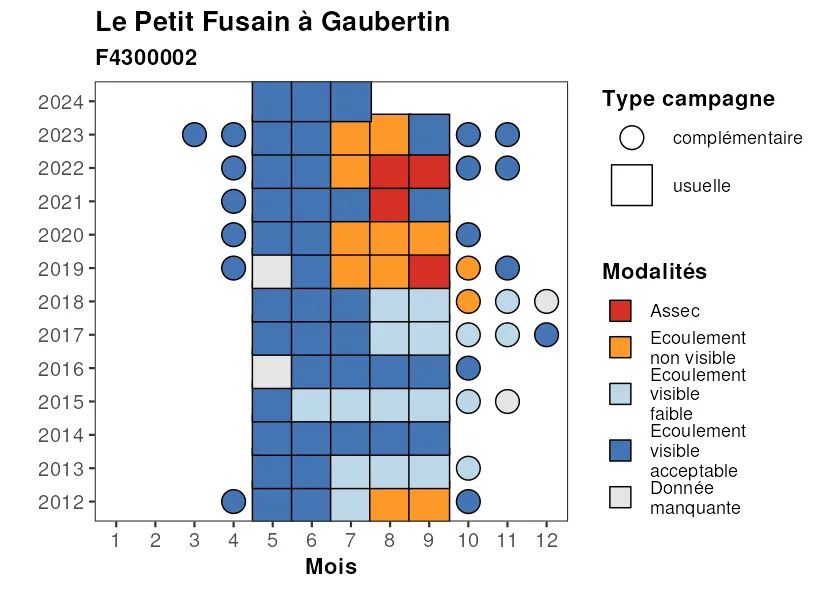 Le Petit Fusain à Gaubertin
F4300002
2024
2023
2022
2021
2020
2019
2018
2017
2016
2015
2014
2013
2012
1 2 3 4 5 6 7 8 9 10 11 12
Mois
Type campagne
complémentaire
usuelle
Modalités
Assec
Ecoulement
non visible
Ecoulement
visible
faible
Ecoulement
visible
acceptable
Donnée
manquante